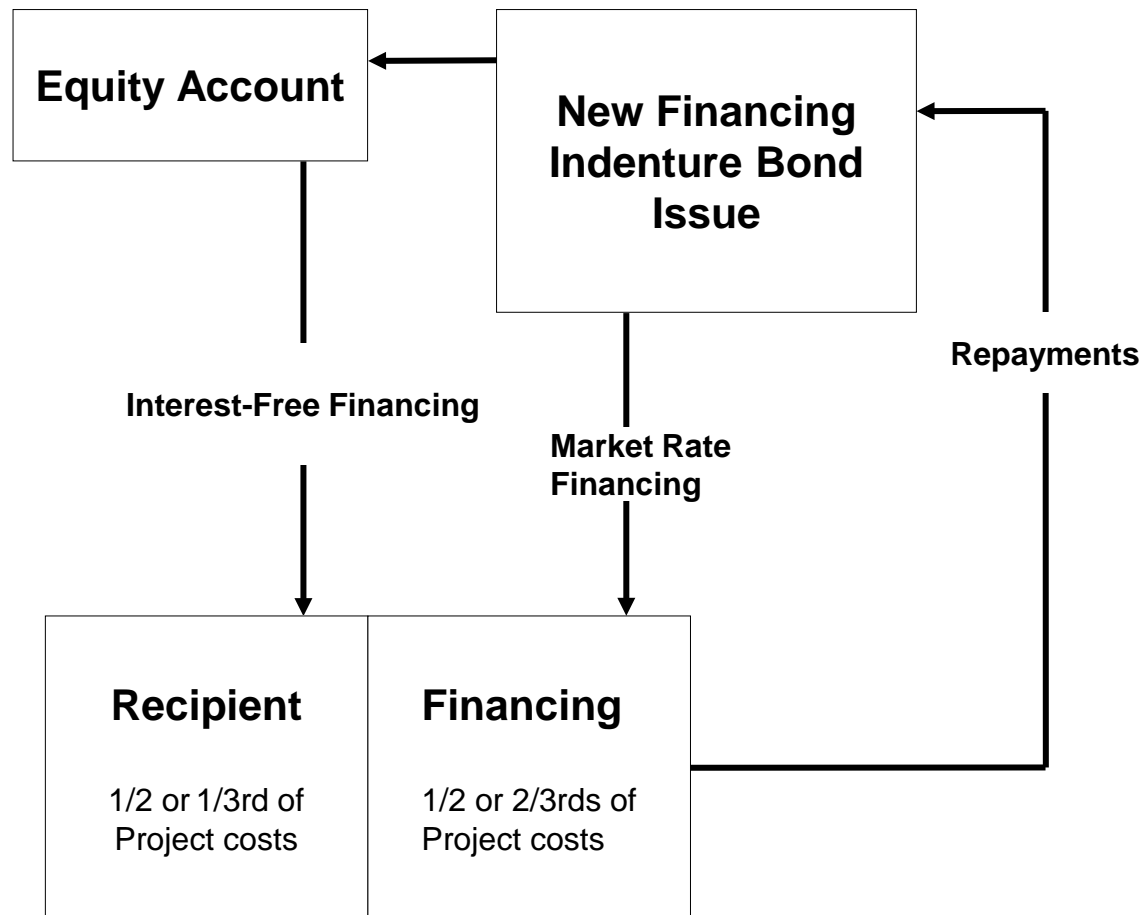 Equity Account
New Financing
Indenture Bond
Issue
Repayments
Interest-Free Financing
Market Rate
Financing
Recipient
1/2 or 1/3rd of
Project costs
Financing
1/2 or 2/3rds of
Project costs